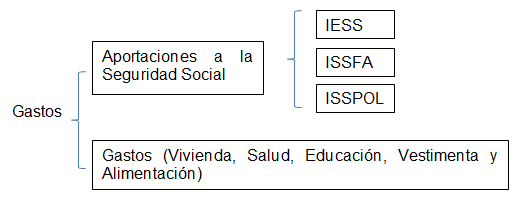 Gastos
Aportaciones a la
Seguridad Social
IESS
ISSFA
ISSPOL
Gastos (Vivienda, Salud, Educación, Vestimenta y
Alimentación)